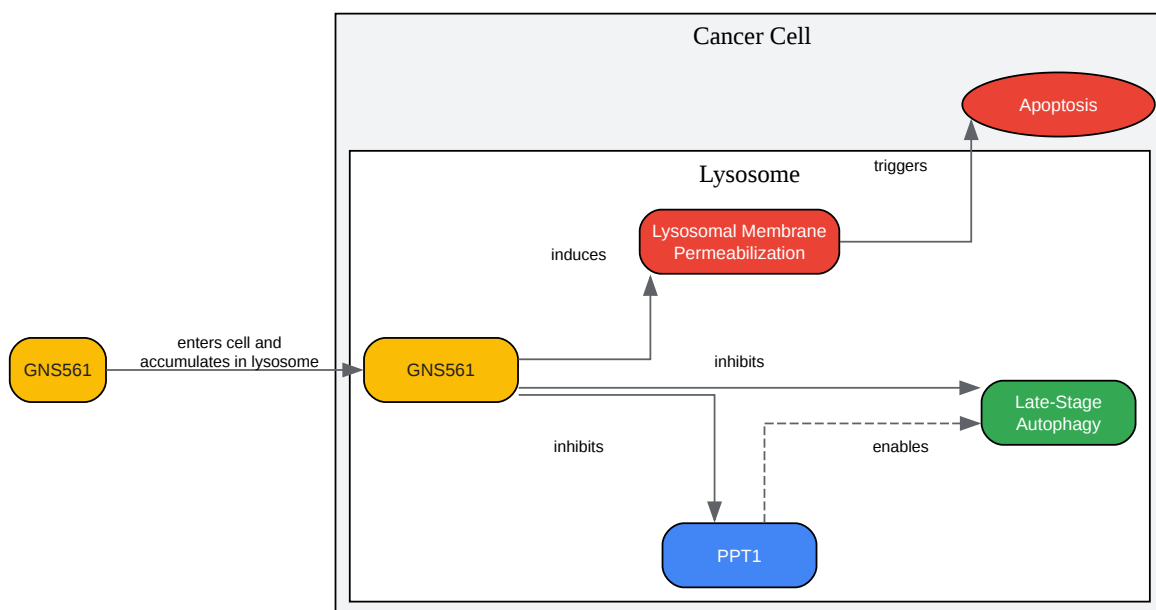 Cancer Cell
Apoptosis
triggers
Lysosome
Lysosomal Membrane
Permeabilization
induces
enters cell and
accumulates in lysosome
GNS561
GNS561
inhibits
Late-Stage
Autophagy
inhibits
enables
PPT1